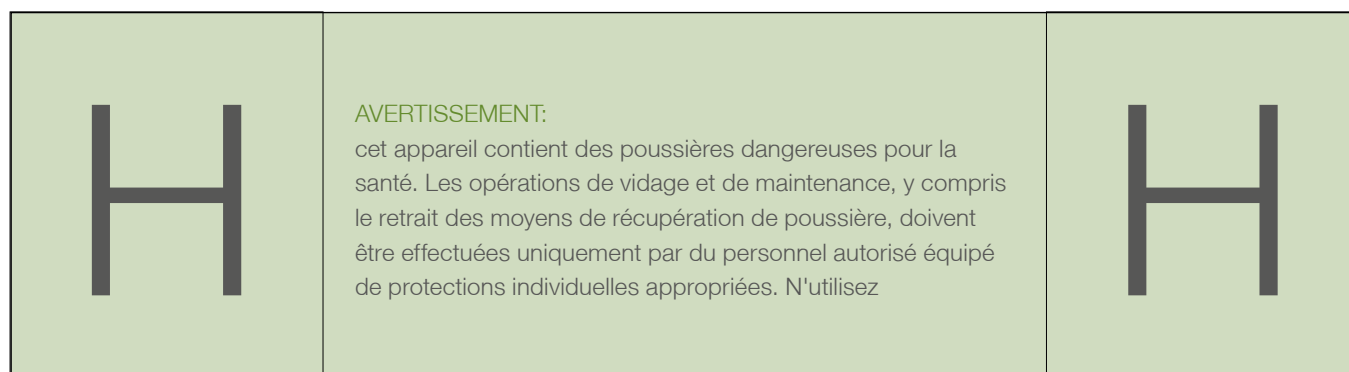 H
AVERTISSEMENT:
cet appareil contient des poussières dangereuses pour la
santé. Les opérations de vidage et de maintenance, y compris
le retrait des moyens de récupération de poussière, doivent
être effectuées uniquement par du personnel autorisé équipé
de protections individuelles appropriées. N'utilisez
H